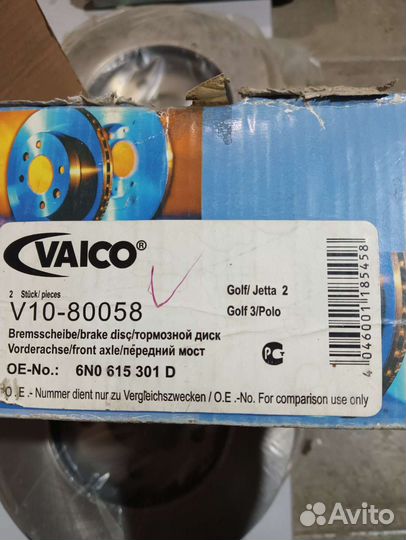 VAICO®
2 Stück/ pieces
V10-80058
Golf/ Jetta 2
Golf 3/Polo
Bremsscheibe/brake disc/тормозной диск
Vorderachse/front axle/передний мост
OE-No.: 6N0 615 301 D
O.E.- Nummer dient nur zu Vergleichszwecken / O.E. -No. For comparison use only
4 046001 185458
Avito